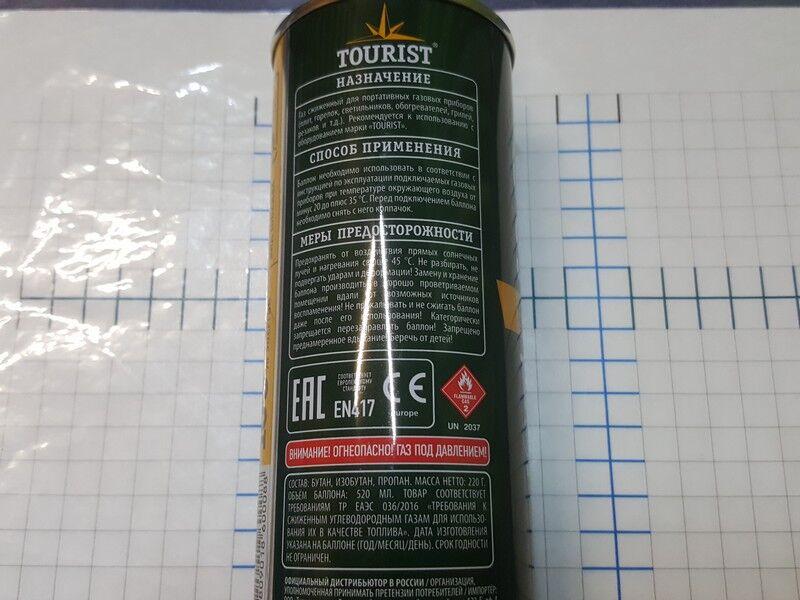 TOURIST®
НАЗНАЧЕНИЕ
Газ сжиженный для портативных газовых приборов
(плит, горелок, светильников, обогревателей, грилей,
резаков и т.д.). Рекомендуется к использованию с
оборудованием марки «TOURIST».
СПОСОБ ПРИМЕНЕНИЯ
Баллон необходимо использовать в соответствии с
инструкцией по эксплуатации подключаемых газовых
приборов при температуре окружающего воздуха от
минус 20 до плюс 35 °С. Перед подключением баллона
необходимо снять с него колпачок.
МЕРЫ ПРЕДОСТОРОЖНОСТИ
Предохранять от воздействия прямых солнечных
лучей и нагревания свыше 45 °С. Не разбирать, не
подвергать ударам и деформации! Замену и хранение
баллона производить в хорошо проветриваемом
помещении вдали от возможных источников
воспламенения! Не прокалывать и не сжигать баллон
даже после его использования! Категорически
запрещается перезаправлять баллон! Запрещено
преднамеренное вдыхание! Беречь от детей!
EAC
СООТВЕТСТВУЕТ
ЕВРОПЕЙСКОМУ
СТАНДАРТУ
EN417
CE
europe
FLAMMABLE
GAS
2
UN 2037
ВНИМАНИЕ! ОГНЕОПАСНО! ГАЗ ПОД ДАВЛЕНИЕМ!
СОСТАВ: БУТАН, ИЗОБУТАН, ПРОПАН. МАССА НЕТТО: 220 Г.
ОБЪЕМ БАЛЛОНА: 520 МЛ. ТОВАР СООТВЕТСТВУЕТ
ТРЕБОВАНИЯМ ТР ЕАЭС 036/2016 «ТРЕБОВАНИЯ К
СЖИЖЕННЫМ УГЛЕВОДОРОДНЫМ ГАЗАМ ДЛЯ ИСПОЛЬЗО-
ВАНИЯ ИХ В КАЧЕСТВЕ ТОПЛИВА». ДАТА ИЗГОТОВЛЕНИЯ
УКАЗАНА НА БАЛЛОНЕ (ГОД/МЕСЯЦ/ДЕНЬ). СРОК ГОДНОСТИ
НЕ ОГРАНИЧЕН.
ОФИЦИАЛЬНЫЙ ДИСТРИБЬЮТОР В РОССИИ / ОРГАНИЗАЦИЯ,
УПОЛНОМОЧЕННАЯ ПРИНИМАТЬ ПРЕТЕНЗИИ ПОТРЕБИТЕЛЕЙ / ИМПОРТЕР: